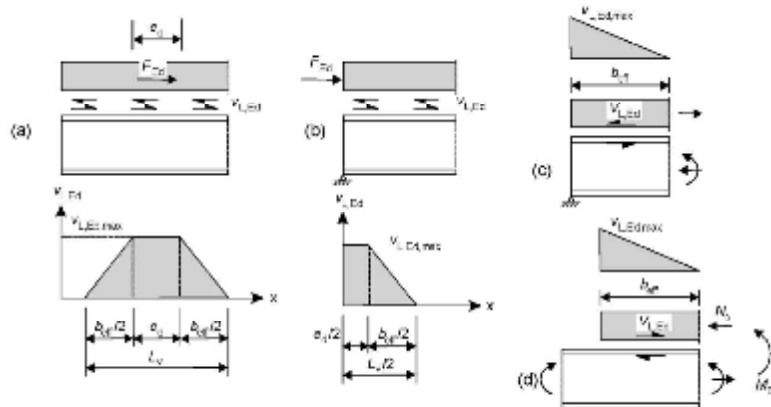 e_d
F_Ed
v_L,Ed
(a)
v_L,Ed
v_L,Ed,max
x
b_eff/2
e_d
b_eff/2
L_v
F_Ed
v_L,Ed
(b)
v_L,Ed
v_L,Ed,max
x
e_d/2
b_eff/2
L_v/2
v_L,Ed,max
b_eff
V_L,Ed
(c)
v_L,Ed,max
b_eff
V_L,Ed
(d)